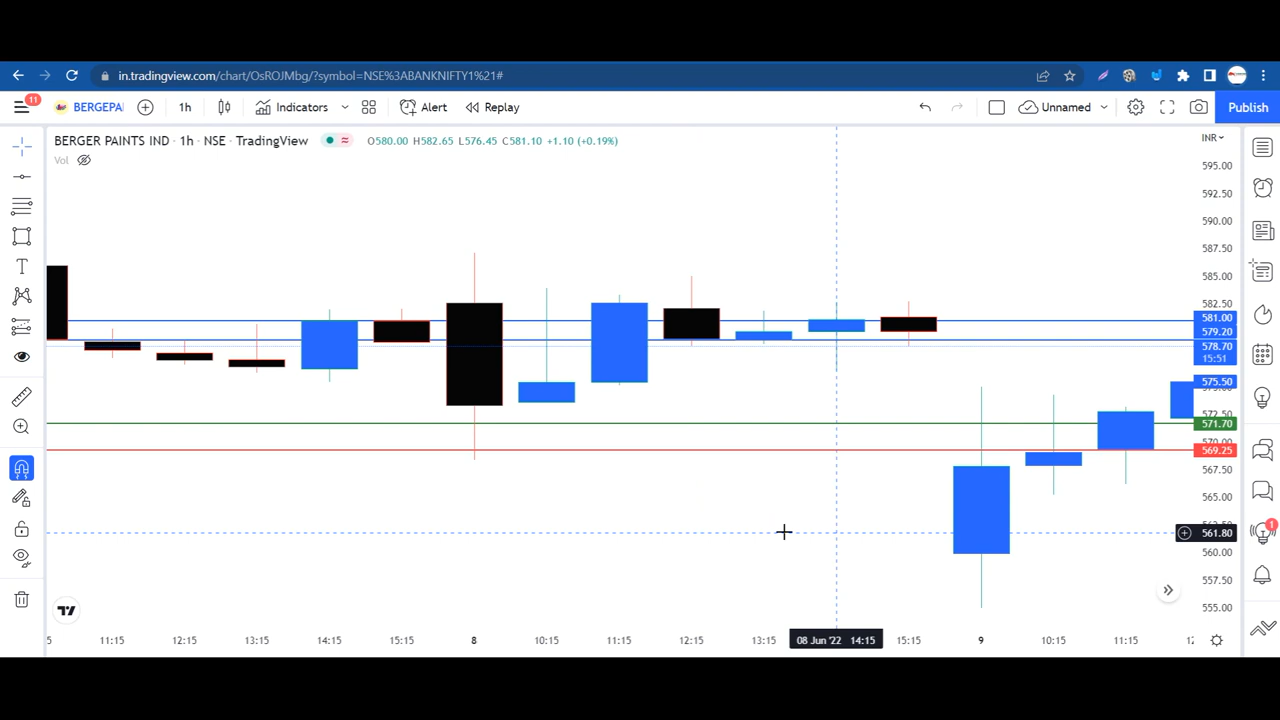 in.tradingview.com/chart/OsROJMbg/?symbol=NSE%3ABANKNIFTY1%21#
11
BERGEPA
1h
Indicators
Alert
Replay
Unnamed
Publish
BERGER PAINTS IND · 1h · NSE · TradingView
O580.00 H582.65 L576.45 C581.10 +1.10 (+0.19%)
INR
Vol
595.00
592.50
590.00
587.50
585.00
582.50
581.00
579.20
578.70
15:51
575.50
572.50
571.70
570.00
569.25
567.50
565.00
561.80
560.00
557.50
555.00
1
11:15
12:15
13:15
14:15
15:15
8
10:15
11:15
12:15
13:15
08 Jun '22 14:15
15:15
9
10:15
11:15